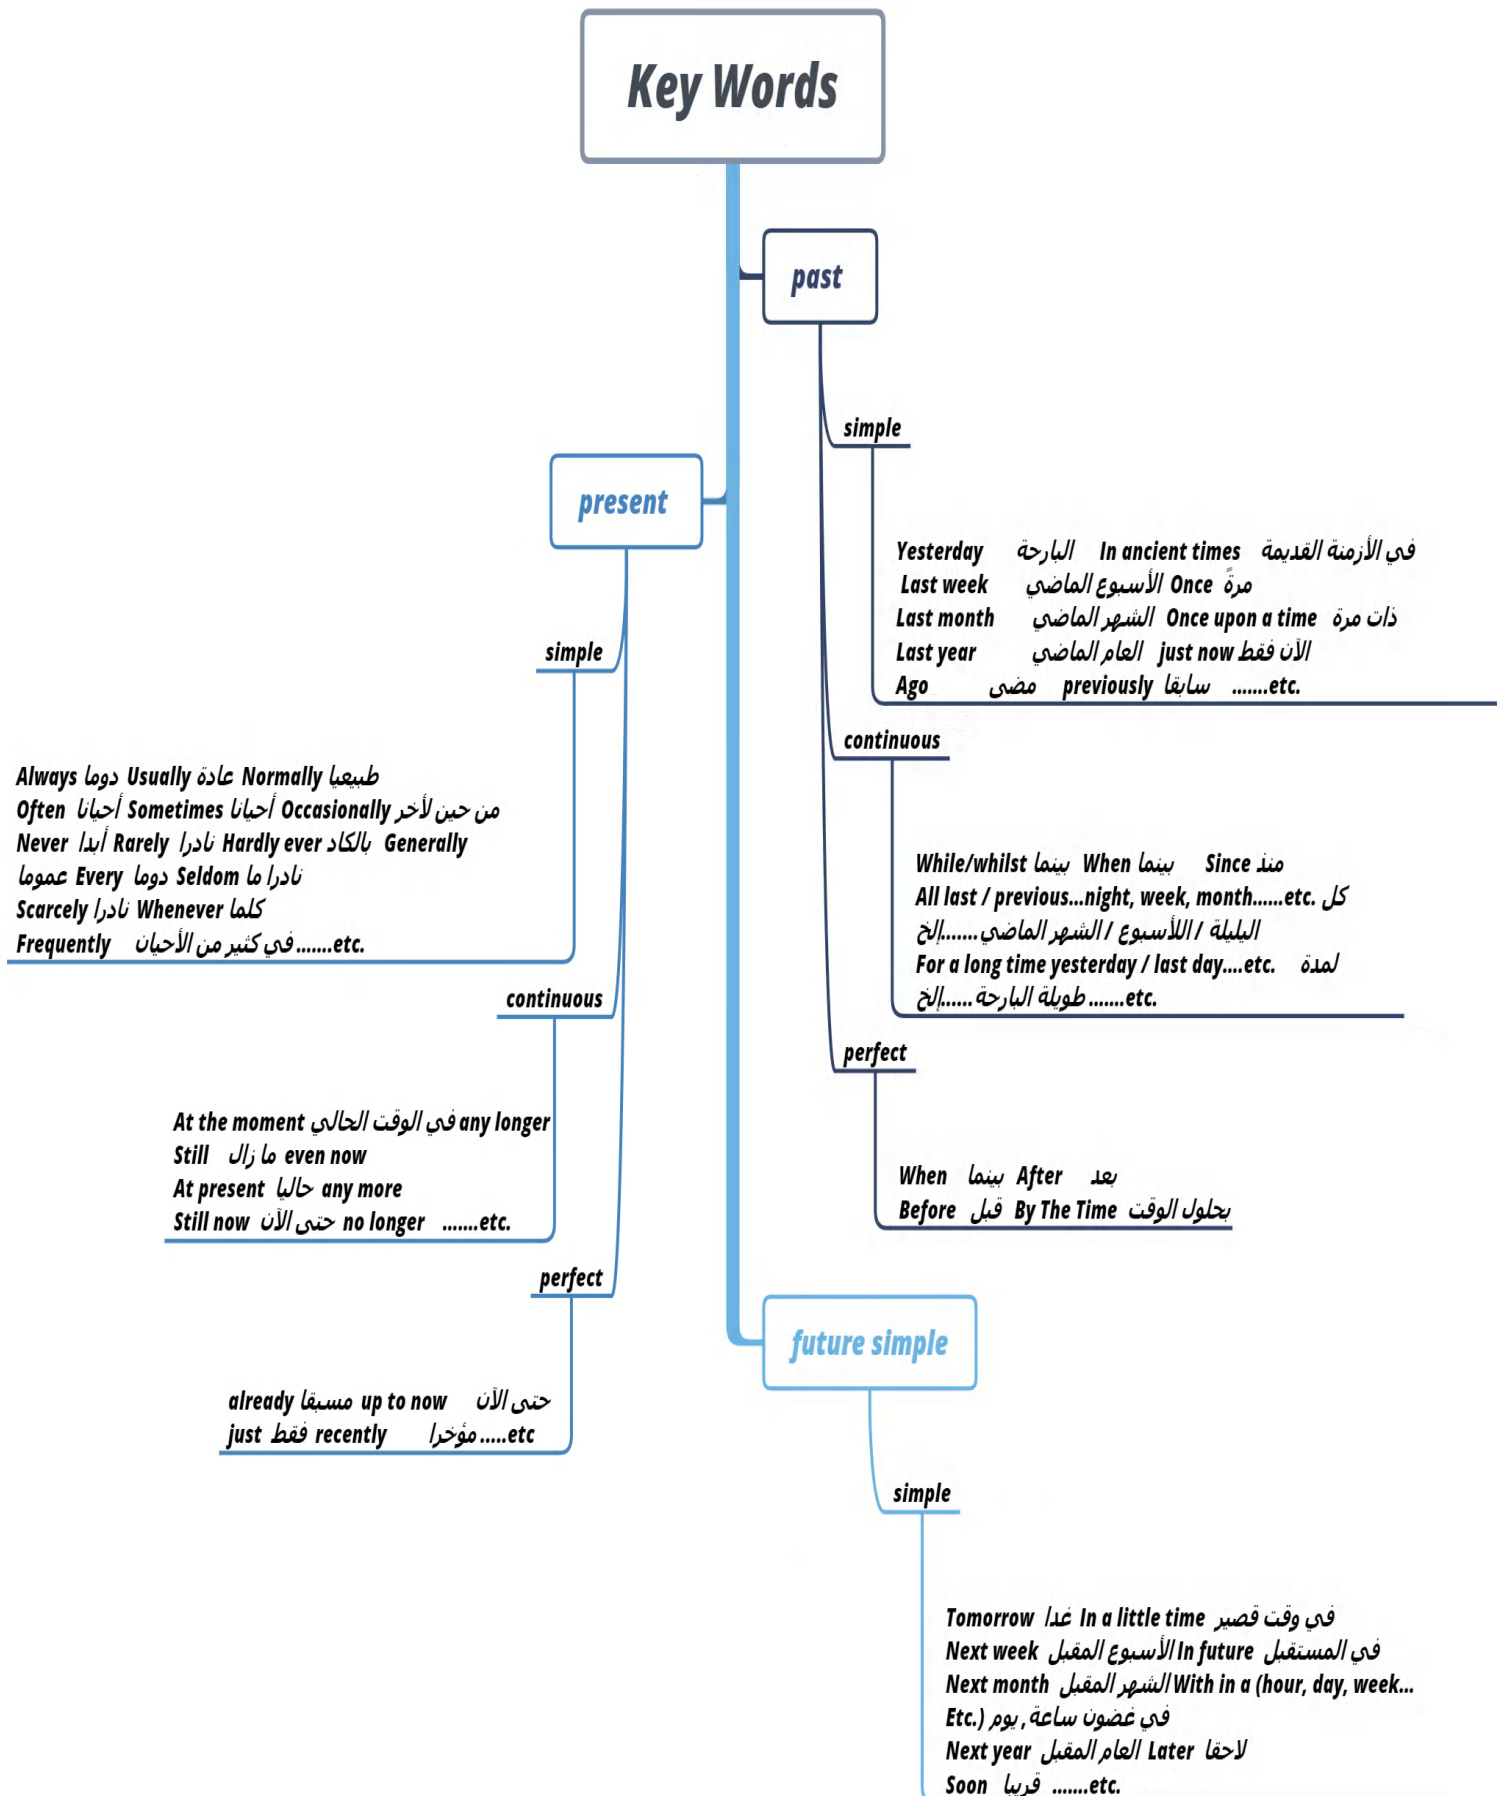 Key Words
past
simple
Yesterday البارحة In ancient times في الأزمنة القديمة
Last week الأسبوع الماضي Once مرةً
Last month الشهر الماضي Once upon a time ذات مرة
Last year العام الماضي just now الآن فقط
Ago مضى previously سابقا .......etc.
continuous
While/whilst بينما When بينما Since منذ
All last / previous...night, week, month......etc. كل
اليليلة / اللأسبوع / الشهر الماضي.......إلخ
For a long time yesterday / last day....etc. لمدة
طويلة البارحة......إلخ .......etc.
perfect
When بينما After بعد
Before قبل By The Time بحلول الوقت
present
simple
Always دوما Usually عادة Normally طبيعيا
Often أحيانا Sometimes أحيانا Occasionally من حين لأخر
Never أبدا Rarely نادرا Hardly ever بالكاد Generally
عموما Every دوما Seldom نادرا ما
Scarcely نادرا Whenever كلما
Frequently في كثير من الأحيان .......etc.
continuous
At the moment في الوقت الحالي any longer
Still ما زال even now
At present حاليا any more
Still now حتى الآن no longer .......etc.
perfect
already مسبقا up to now حتى الآن
just فقط recently مؤخرا .....etc
future simple
simple
Tomorrow غدا In a little time في وقت قصير
Next week الأسبوع المقبل In future في المستقبل
Next month الشهر المقبل With in a (hour, day, week...
Etc.) في غضون ساعة, يوم
Next year العام المقبل Later لاحقا
Soon قريبا .......etc.